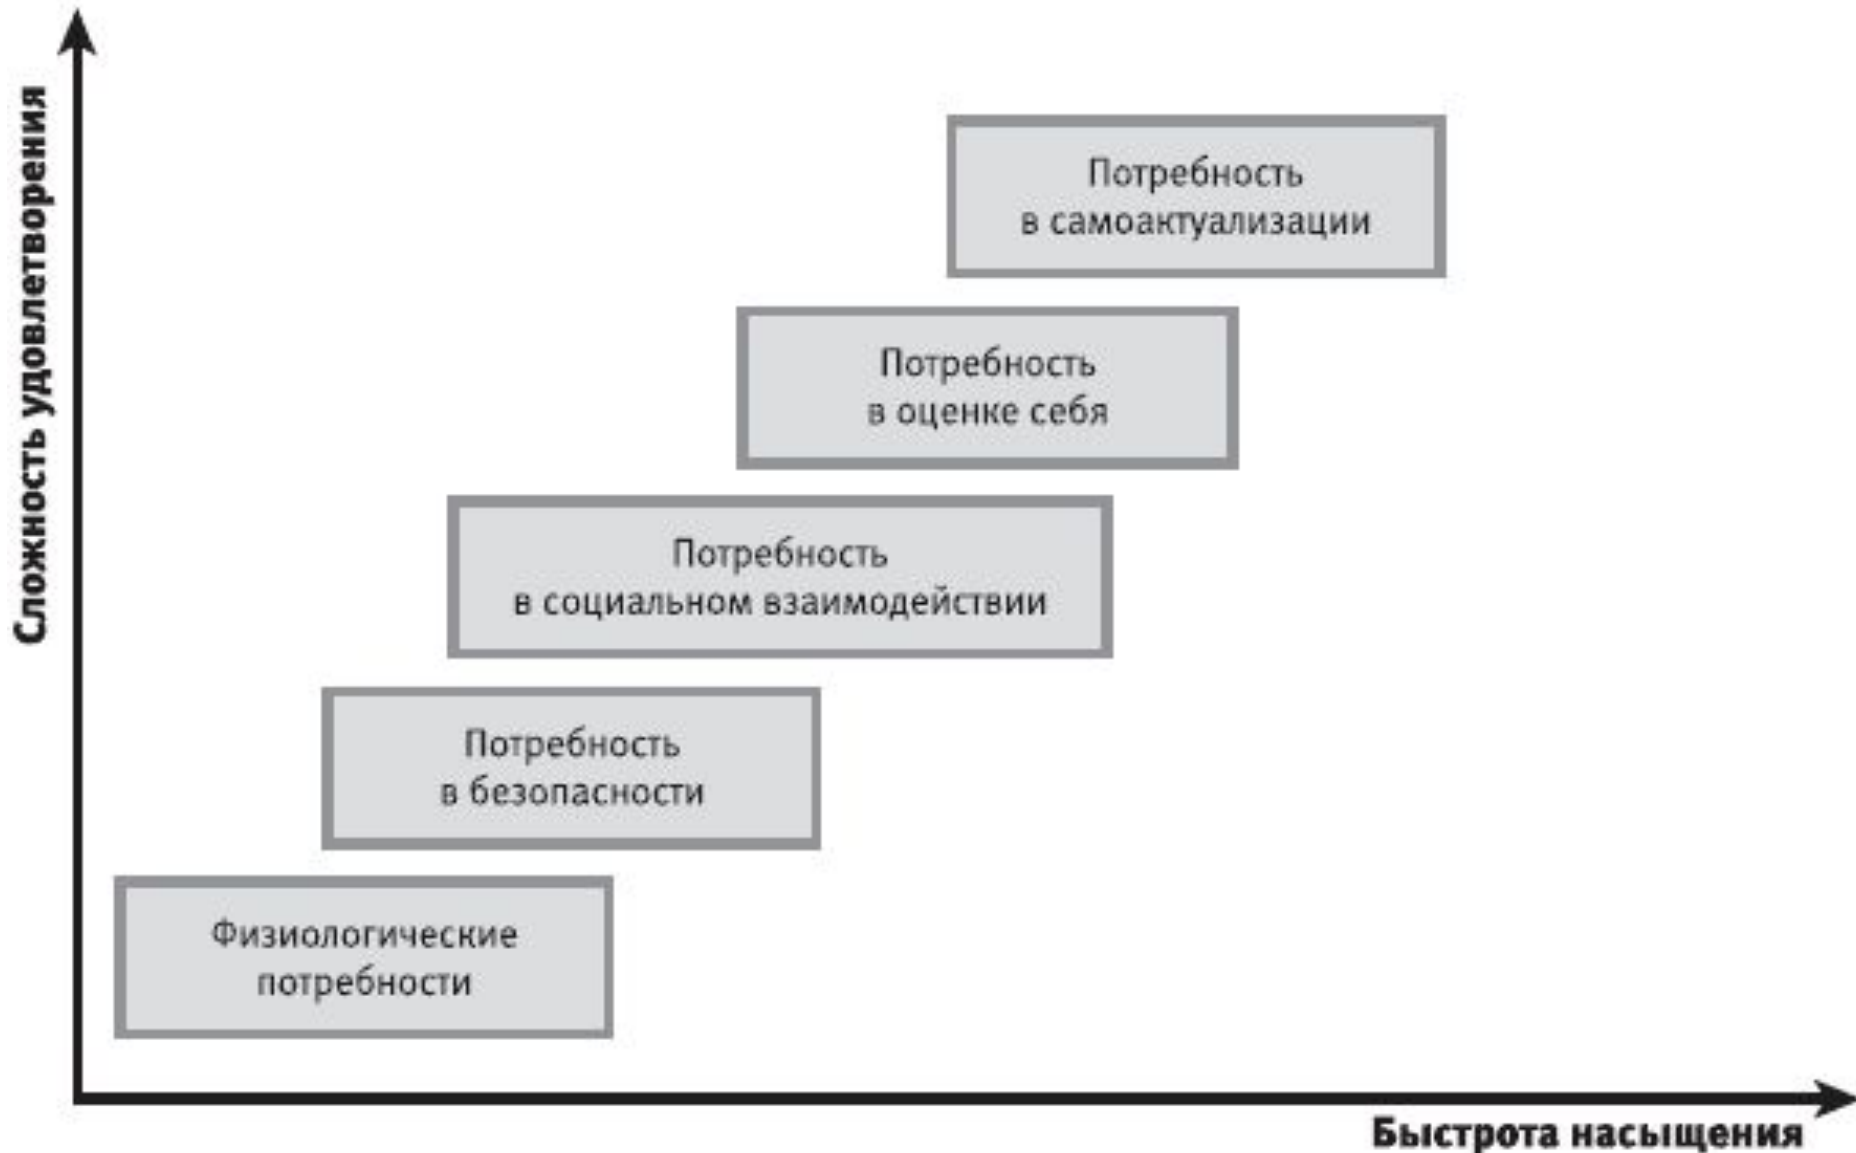 Сложность удовлетворения
Потребность
в самоактуализации
Потребность
в оценке себя
Потребность
в социальном взаимодействии
Потребность
в безопасности
Физиологические
потребности
Быстрота насыщения